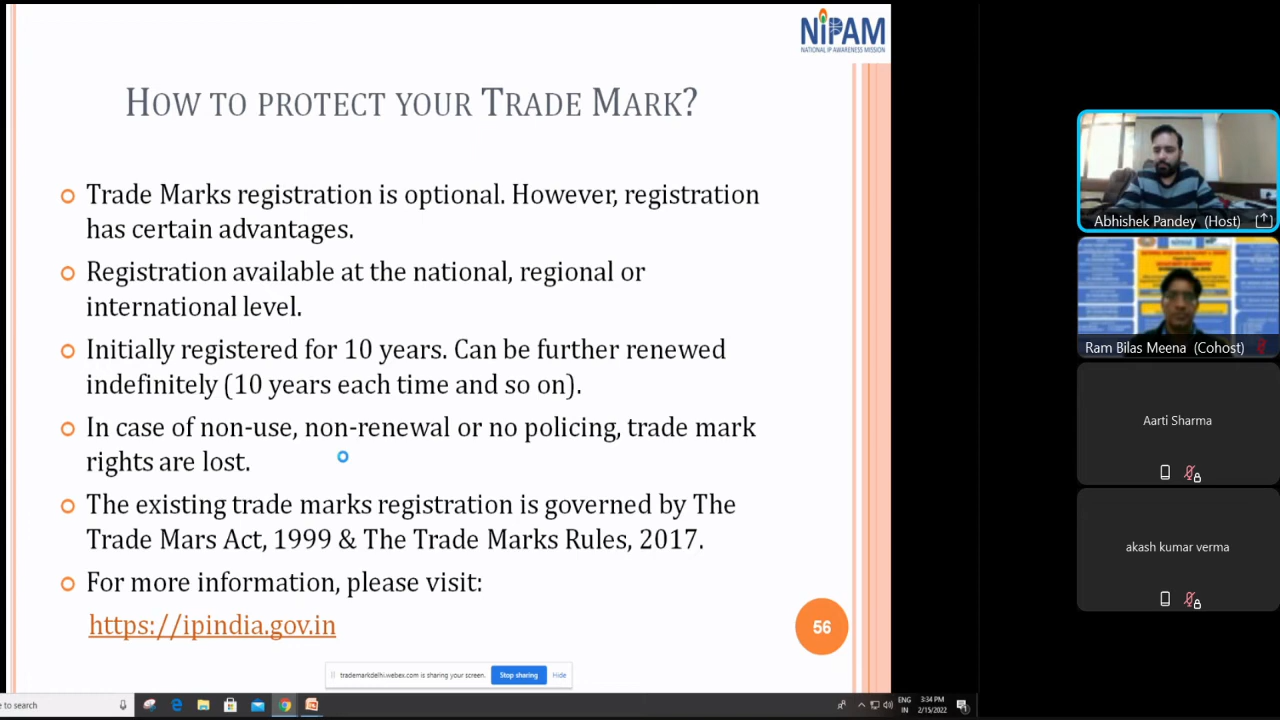 NIPAM
NATIONAL IP AWARENESS MISSION
HOW TO PROTECT YOUR TRADE MARK?
Trade Marks registration is optional. However, registration
has certain advantages.
Registration available at the national, regional or
international level.
Initially registered for 10 years. Can be further renewed
indefinitely (10 years each time and so on).
In case of non-use, non-renewal or no policing, trade mark
rights are lost.
The existing trade marks registration is governed by The
Trade Mars Act, 1999 & The Trade Marks Rules, 2017.
For more information, please visit:
https://ipindia.gov.in
56
trademarkdelhi.webex.com is sharing your screen.
Stop sharing
Hide
e to search
ENG
IN
3:34 PM
2/15/2022
Abhishek Pandey (Host)
Ram Bilas Meena (Cohost)
Aarti Sharma
akash kumar verma